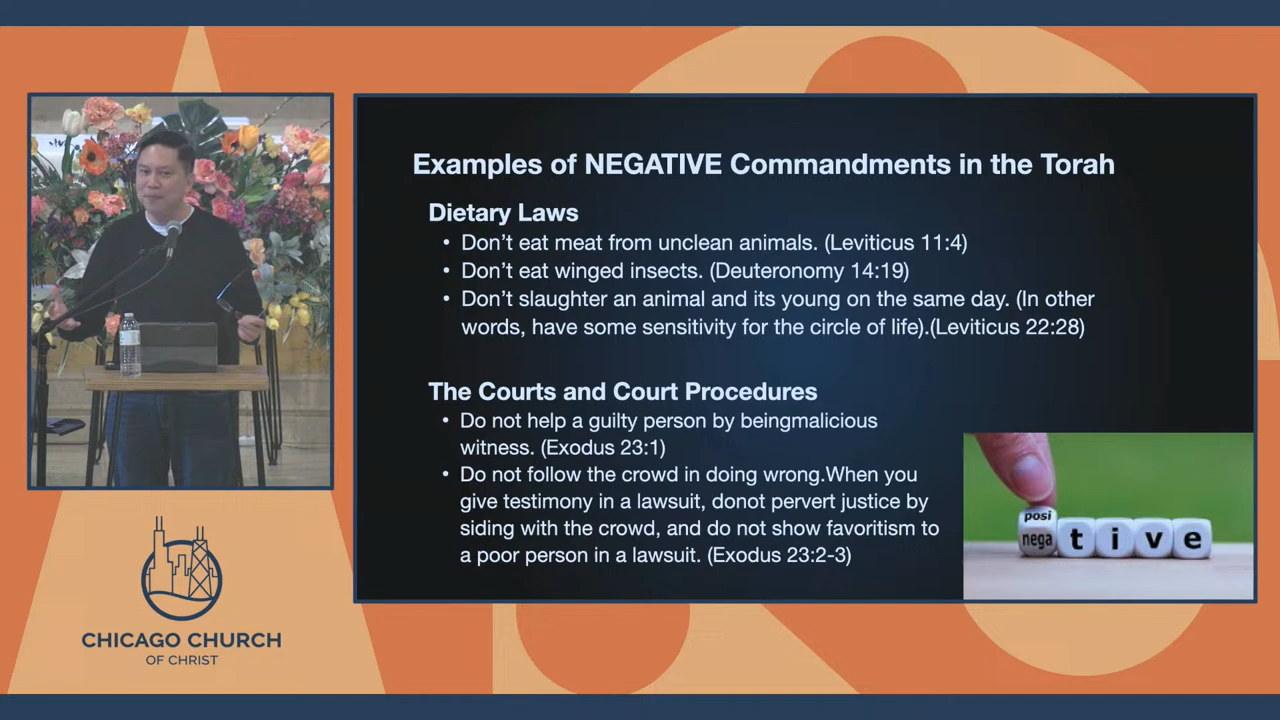 Examples of NEGATIVE Commandments in the Torah
Dietary Laws
• Don't eat meat from unclean animals. (Leviticus 11:4)
• Don't eat winged insects. (Deuteronomy 14:19)
• Don't slaughter an animal and its young on the same day. (In other
words, have some sensitivity for the circle of life).(Leviticus 22:28)
The Courts and Court Procedures
• Do not help a guilty person by beingmalicious
witness. (Exodus 23:1)
• Do not follow the crowd in doing wrong.When you
give testimony in a lawsuit, donot pervert justice by
siding with the crowd, and do not show favoritism to
a poor person in a lawsuit. (Exodus 23:2-3)
posi
nega t i v e
CHICAGO CHURCH
OF CHRIST